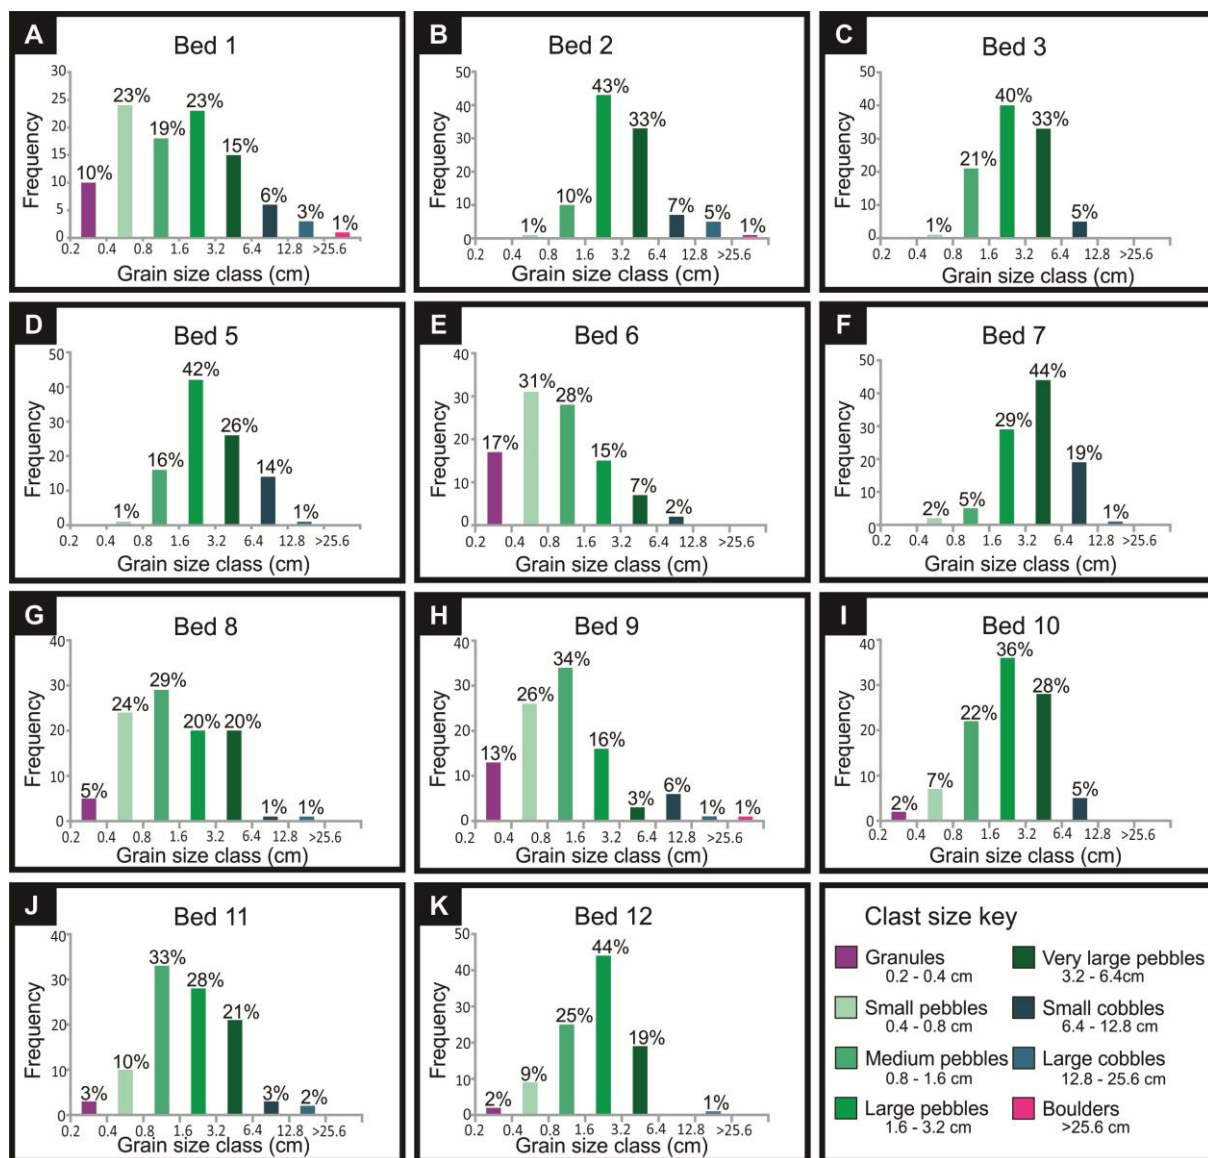 A
Bed 1
Frequency
30
25
20
15
10
5
0
10%
23%
19%
23%
15%
6%
3%
1%
0.2 0.4 0.8 1.6 3.2 6.4 12.8 >25.6
Grain size class (cm)
B
Bed 2
Frequency
50
40
30
20
10
0
1%
10%
43%
33%
7%
5%
1%
0.2 0.4 0.8 1.6 3.2 6.4 12.8 >25.6
Grain size class (cm)
C
Bed 3
Frequency
50
40
30
20
10
0
1%
21%
40%
33%
5%
0.2 0.4 0.8 1.6 3.2 6.4 12.8 >25.6
Grain size class (cm)
D
Bed 5
Frequency
50
40
30
20
10
0
1%
16%
42%
26%
14%
1%
0.2 0.4 0.8 1.6 3.2 6.4 12.8 >25.6
Grain size class (cm)
E
Bed 6
Frequency
40
30
20
10
0
17%
31%
28%
15%
7%
2%
0.2 0.4 0.8 1.6 3.2 6.4 12.8 >25.6
Grain size class (cm)
F
Bed 7
Frequency
50
40
30
20
10
0
2%
5%
29%
44%
19%
1%
0.2 0.4 0.8 1.6 3.2 6.4 12.8 >25.6
Grain size class (cm)
G
Bed 8
Frequency
40
30
20
10
0
5%
24%
29%
20%
20%
1%
1%
0.2 0.4 0.8 1.6 3.2 6.4 12.8 >25.6
Grain size class (cm)
H
Bed 9
Frequency
40
30
20
10
0
13%
26%
34%
16%
3%
6%
1%
1%
0.2 0.4 0.8 1.6 3.2 6.4 12.8 >25.6
Grain size class (cm)
I
Bed 10
Frequency
40
30
20
10
0
2%
7%
22%
36%
28%
5%
0.2 0.4 0.8 1.6 3.2 6.4 12.8 >25.6
Grain size class (cm)
J
Bed 11
Frequency
40
30
20
10
0
3%
10%
33%
28%
21%
3%
2%
0.2 0.4 0.8 1.6 3.2 6.4 12.8 >25.6
Grain size class (cm)
K
Bed 12
Frequency
50
40
30
20
10
0
2%
9%
25%
44%
19%
1%
0.2 0.4 0.8 1.6 3.2 6.4 12.8 >25.6
Grain size class (cm)
Clast size key
Granules
0.2 - 0.4 cm
Small pebbles
0.4 - 0.8 cm
Medium pebbles
0.8 - 1.6 cm
Large pebbles
1.6 - 3.2 cm
Very large pebbles
3.2 - 6.4cm
Small cobbles
6.4 - 12.8 cm
Large cobbles
12.8 - 25.6 cm
Boulders
>25.6 cm